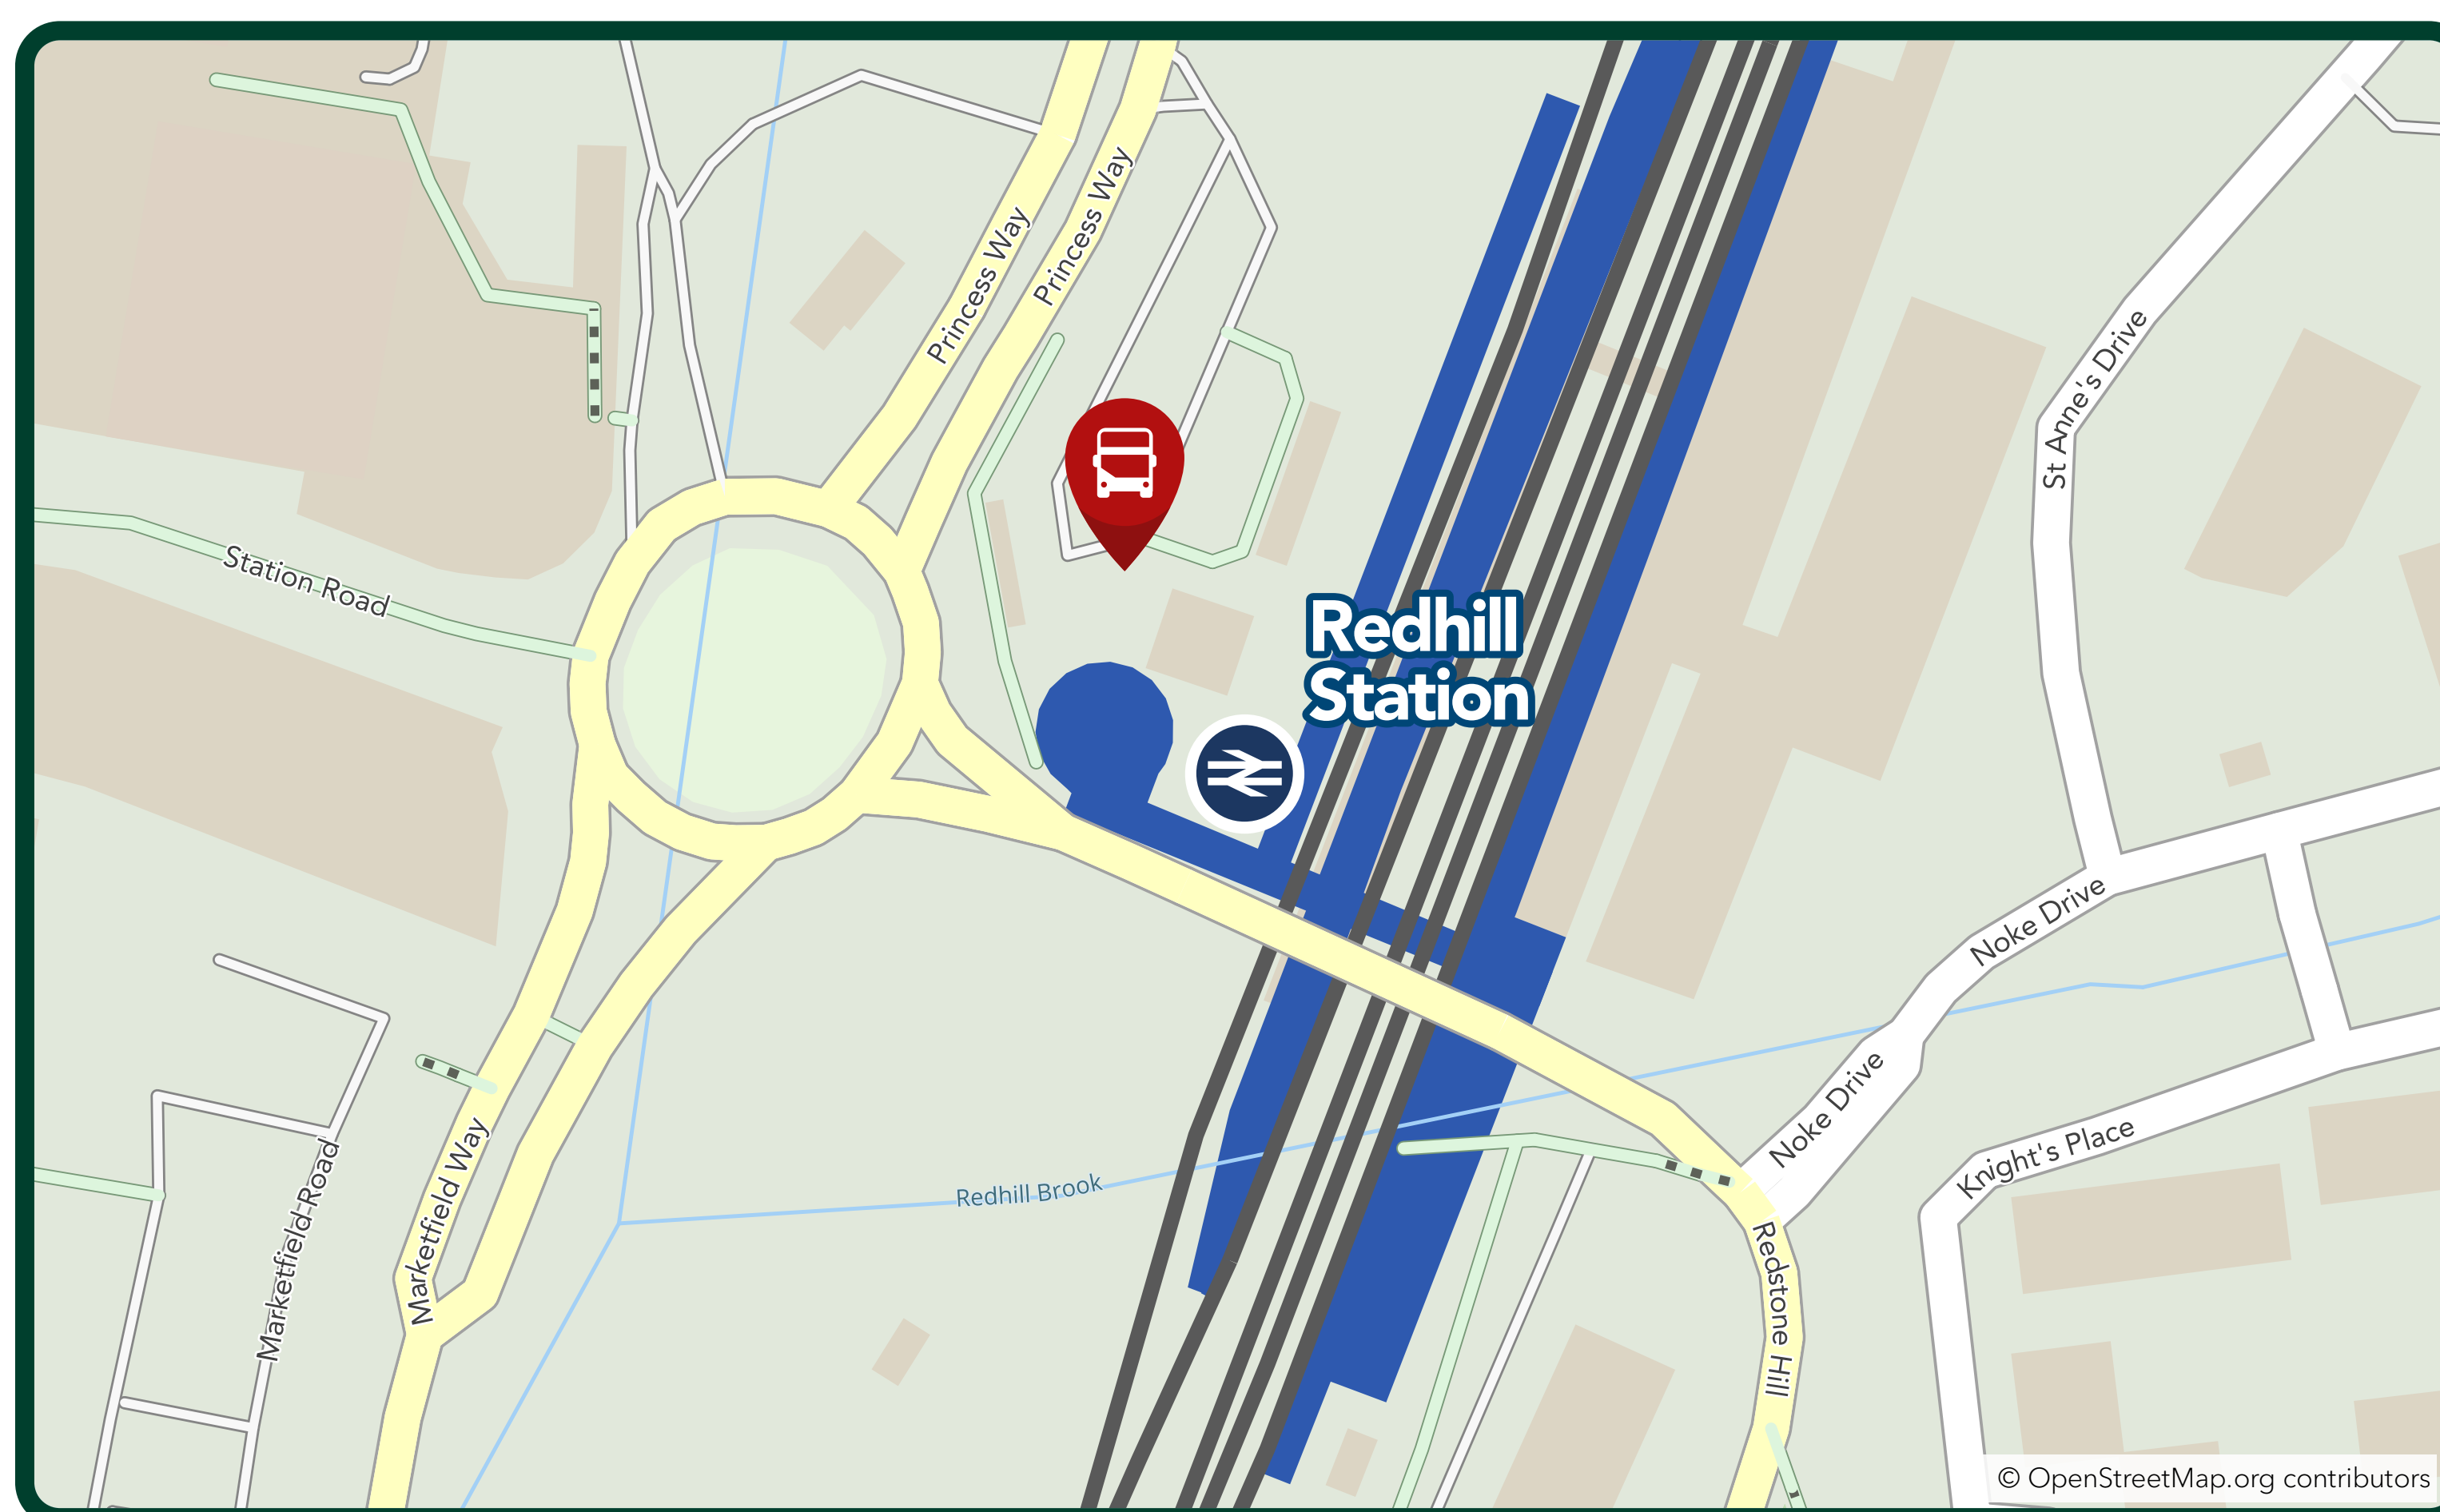 Princess Way
Princess Way
St Anne's Drive
Station Road
Redhill
Station
Noke Drive
Noke Drive
Knight's Place
Redhill Brook
Marketfield Way
Marketfield Road
Redstone Hill
© OpenStreetMap.org contributors